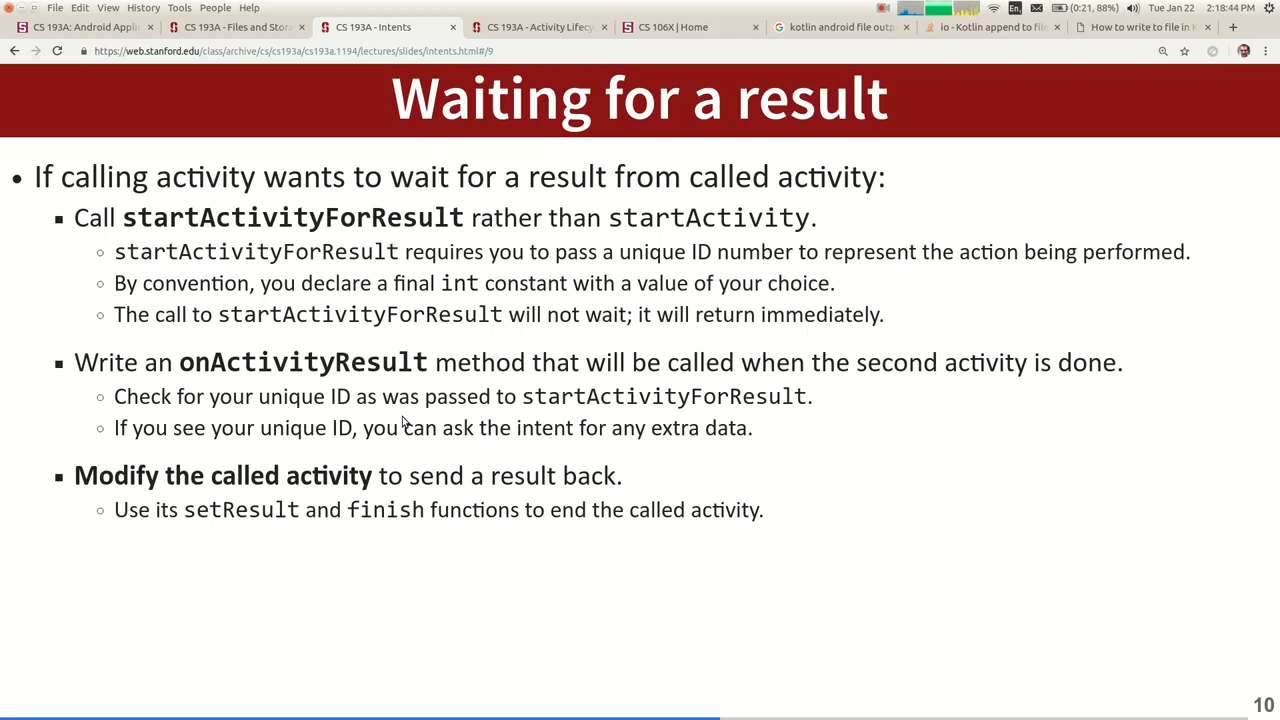 File Edit View History Tools People Help
En
(0:21, 88%)
Tue Jan 22 2:18:44 PM
CS 193A: Android Appli
CS 193A - Files and Stora
CS 193A - Intents
CS 193A - Activity Lifecy
CS 106X | Home
kotlin android file outp
io - Kotlin append to file
How to write to file in K
https://web.stanford.edu/class/archive/cs/cs193a/cs193a.1194/lectures/slides/intents.html#/9
Waiting for a result
• If calling activity wants to wait for a result from called activity:
▪ Call startActivityForResult rather than startActivity.
◦ startActivityForResult requires you to pass a unique ID number to represent the action being performed.
◦ By convention, you declare a final int constant with a value of your choice.
◦ The call to startActivityForResult will not wait; it will return immediately.
▪ Write an onActivityResult method that will be called when the second activity is done.
◦ Check for your unique ID as was passed to startActivityForResult.
◦ If you see your unique ID, you can ask the intent for any extra data.
▪ Modify the called activity to send a result back.
◦ Use its setResult and finish functions to end the called activity.
10